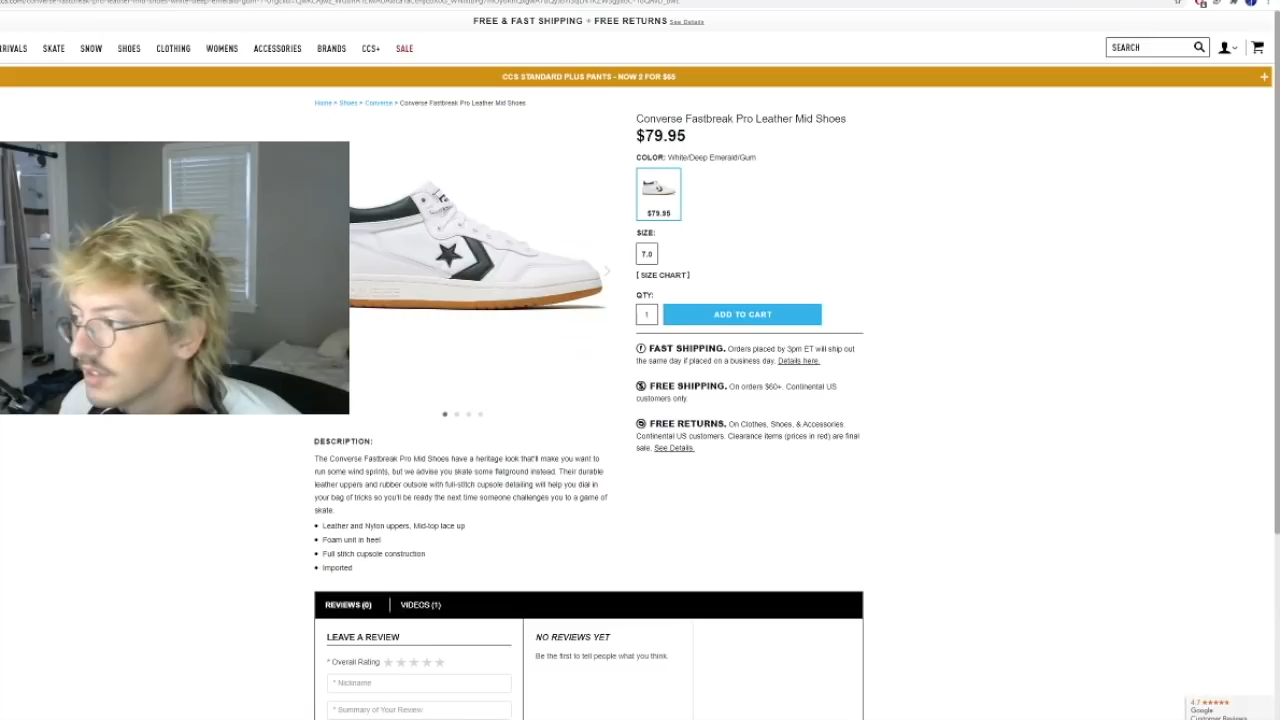 FREE & FAST SHIPPING + FREE RETURNS See Details
SKATE SNOW SHOES CLOTHING WOMENS ACCESSORIES BRANDS CCS+ SALE
SEARCH
CCS STANDARD PLUS PANTS - NOW 2 FOR $65
Home > Shoes > Converse > Converse Fastbreak Pro Leather Mid Shoes
Converse Fastbreak Pro Leather Mid Shoes
$79.95
COLOR: White/Deep Emerald/Gum
$79.95
SIZE:
7.0
[ SIZE CHART ]
QTY:
1
ADD TO CART
FAST SHIPPING. Orders placed by 3pm ET will ship out
the same day if placed on a business day. Details here.
FREE SHIPPING. On orders $60+. Continental US
customers only.
FREE RETURNS. On Clothes, Shoes, & Accessories
Continental US customers. Clearance items (prices in red) are final
sale. See Details.
DESCRIPTION:
The Converse Fastbreak Pro Mid Shoes have a heritage look that'll make you want to
run some wind sprints, but we advise you skate some flatground instead. Their durable
leather uppers and rubber outsole with full-stitch cupsole detailing will help you dial in
your bag of tricks so you'll be ready the next time someone challenges you to a game of
skate.
• Leather and Nylon uppers, Mid-top lace up
• Foam unit in heel
• Full stitch cupsole construction
• Imported
REVIEWS (0) VIDEOS (1)
LEAVE A REVIEW
* Overall Rating
* Nickname
* Summary of Your Review
NO REVIEWS YET
Be the first to tell people what you think.
4.7
Google
Customer Reviews